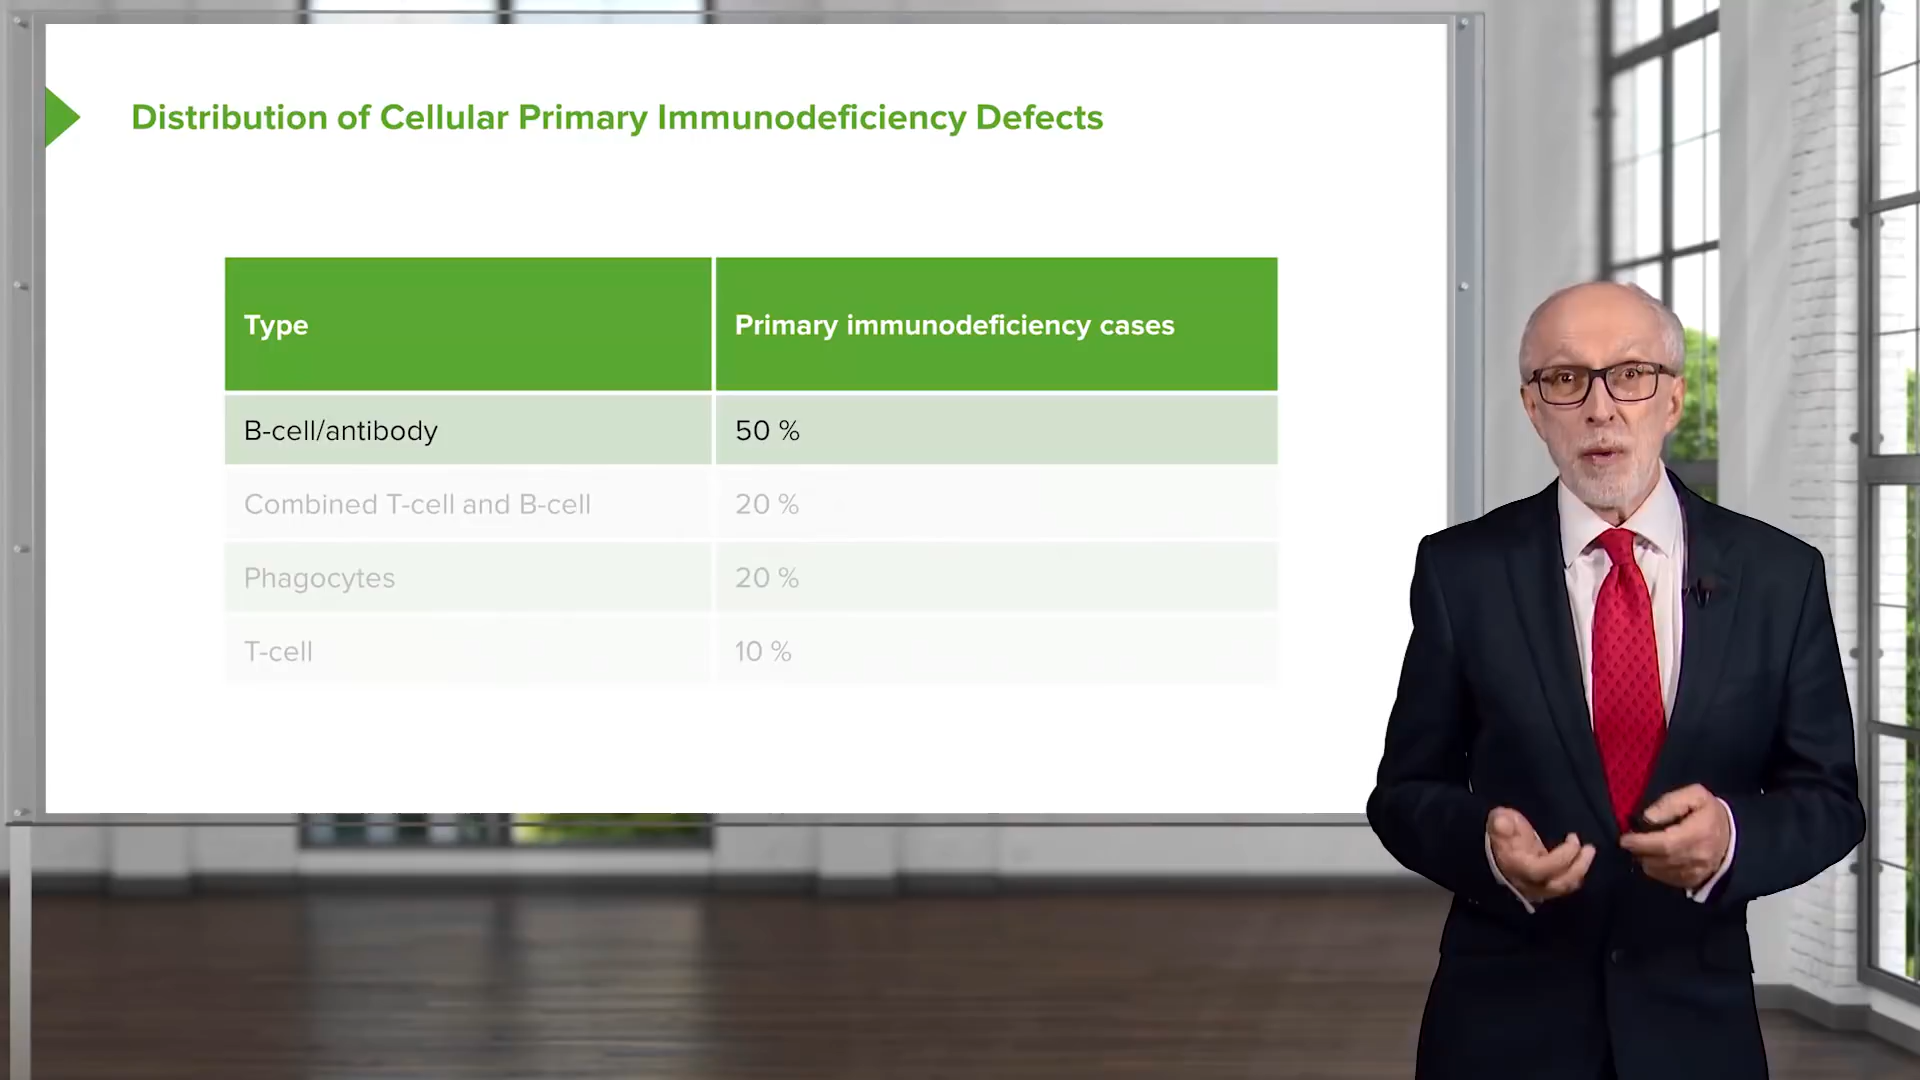 Distribution of Cellular Primary Immunodeficiency Defects
Type Primary immunodeficiency cases
B-cell/antibody 50 %
Combined T-cell and B-cell 20 %
Phagocytes 20 %
T-cell 10 %